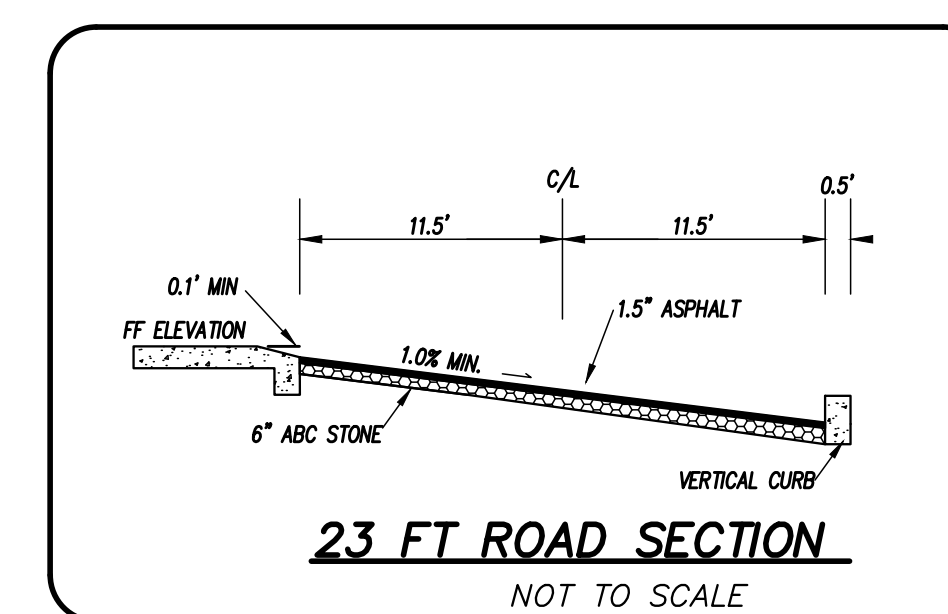 C/L
0.5'
11.5'
11.5'
0.1' MIN
FF ELEVATION
1.5" ASPHALT
1.0% MIN.
6" ABC STONE
VERTICAL CURB
23 FT ROAD SECTION
NOT TO SCALE